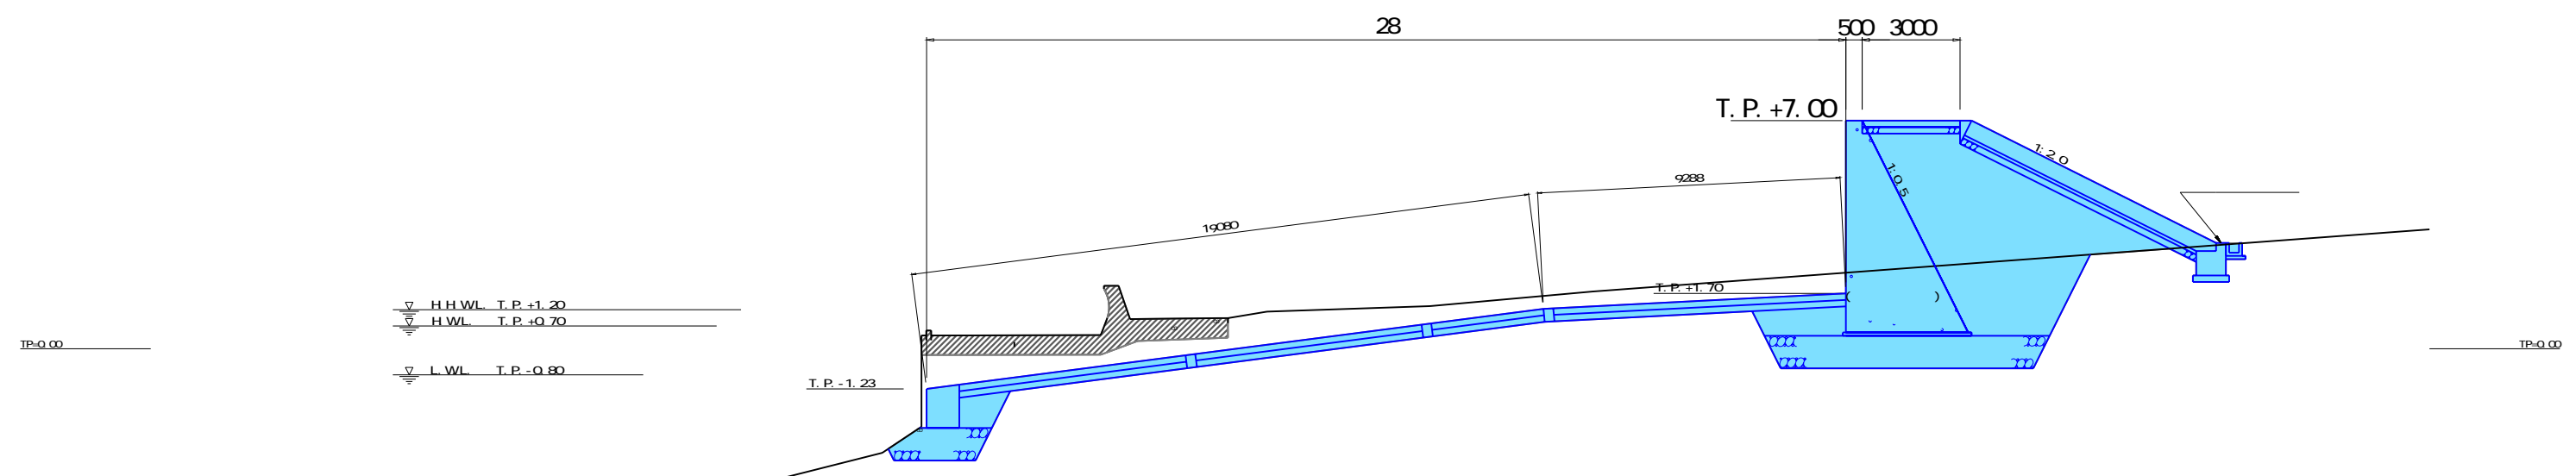 28
500 3000
T.P.+7.00
1:2.0
1:0.5
9288
19080
T.P.+1.70
( )
H.H.W.L. T.P.+1.20
H.W.L. T.P.+0.70
TP=0.00
TP=0.00
L.W.L. T.P.-0.80
T.P.-1.23